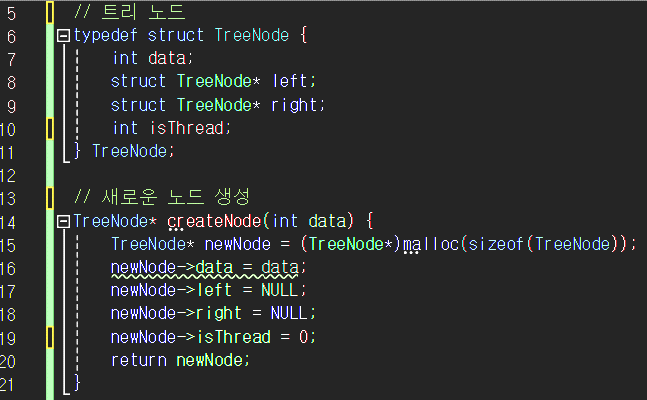 5 // 트리 노드
6 typedef struct TreeNode {
7 int data;
8 struct TreeNode* left;
9 struct TreeNode* right;
10 int isThread;
11 } TreeNode;
12
13 // 새로운 노드 생성
14 TreeNode* createNode(int data) {
15 TreeNode* newNode = (TreeNode*)malloc(sizeof(TreeNode));
16 newNode->data = data;
17 newNode->left = NULL;
18 newNode->right = NULL;
19 newNode->isThread = 0;
20 return newNode;
21 }